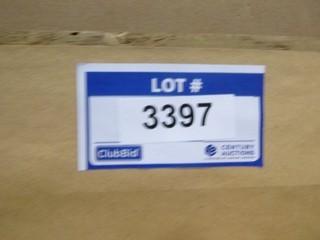 LOT #
3397
CLUBBID
CENTURY
AUCTIONS